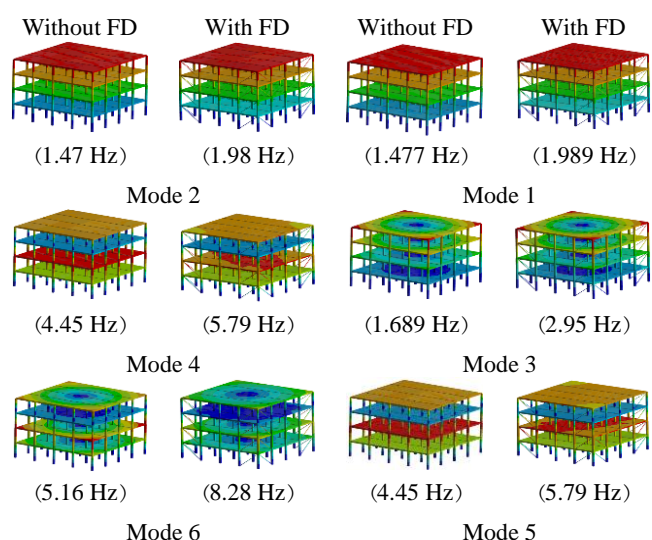 Without FD With FD Without FD With FD
(1.47 Hz) (1.98 Hz) (1.477 Hz) (1.989 Hz)
Mode 2 Mode 1
(4.45 Hz) (5.79 Hz) (1.689 Hz) (2.95 Hz)
Mode 4 Mode 3
(5.16 Hz) (8.28 Hz) (4.45 Hz) (5.79 Hz)
Mode 6 Mode 5